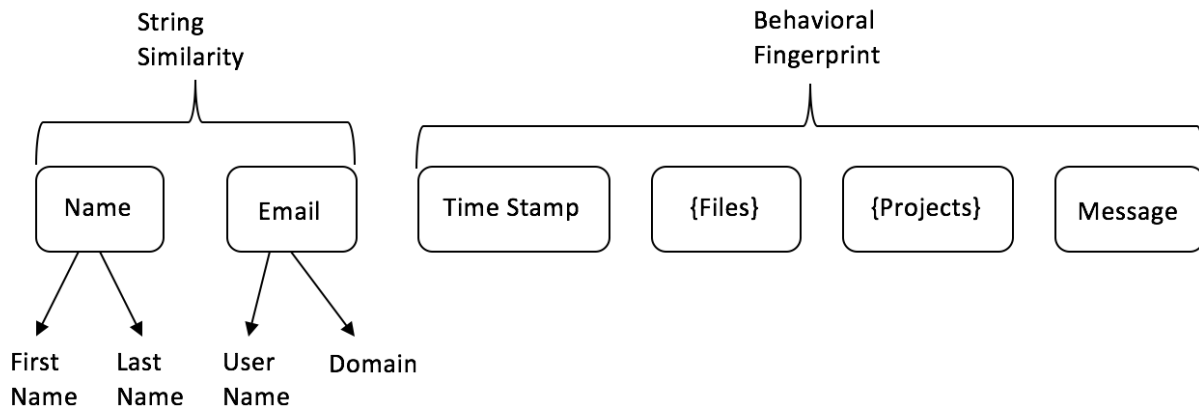 String
Similarity
Behavioral
Fingerprint
Name
Email
Time Stamp
{Files}
{Projects}
Message
First
Name
Last
Name
User
Name
Domain